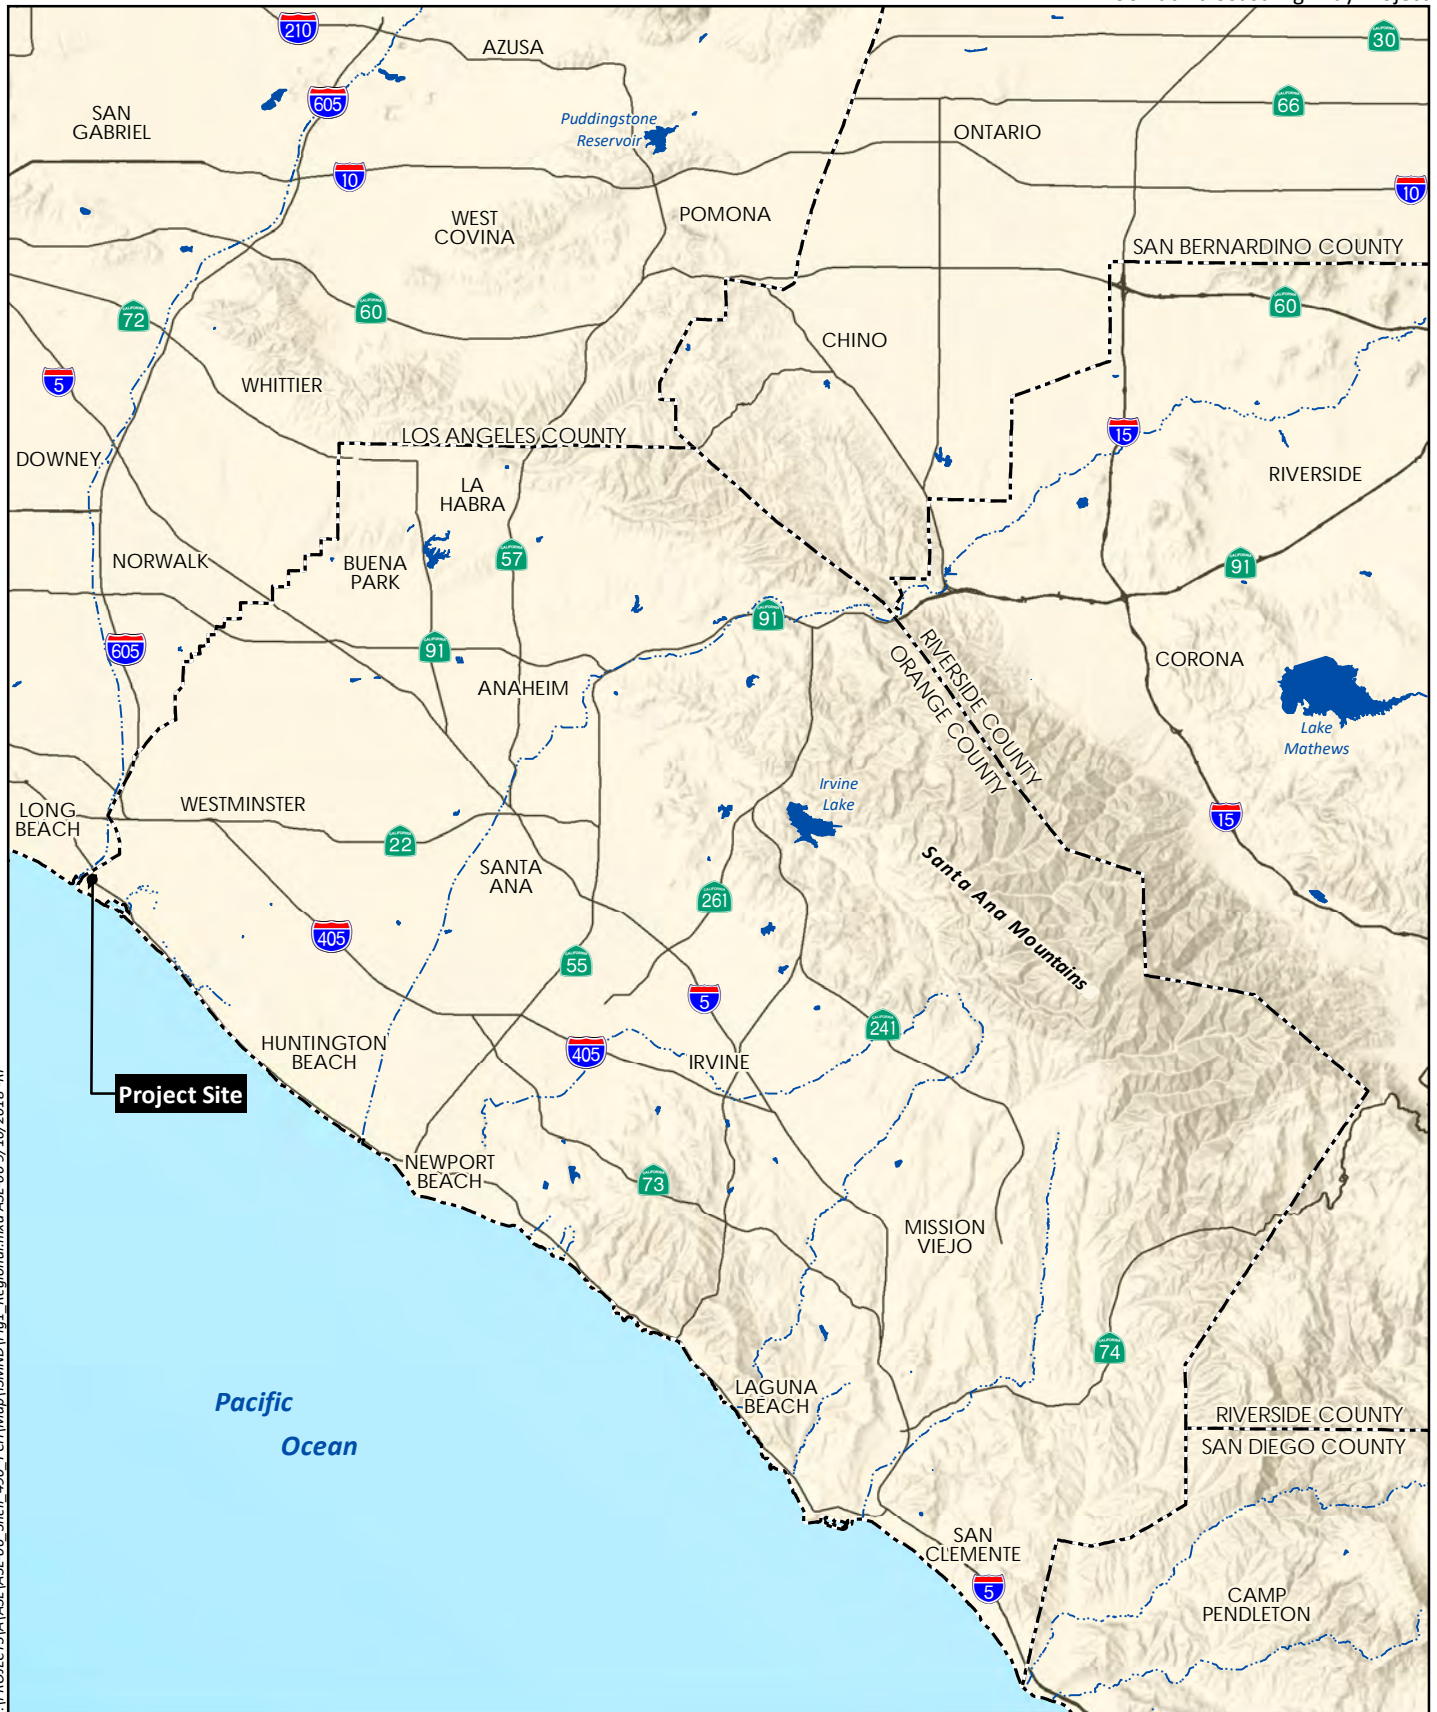 210
AZUSA
30
605
66
SAN
GABRIEL
Puddingstone
Reservoir
ONTARIO
10
10
WEST
COVINA
POMONA
SAN BERNARDINO COUNTY
72
60
60
CHINO
5
WHITTIER
15
LOS ANGELES COUNTY
DOWNEY
LA
HABRA
RIVERSIDE
NORWALK
BUENA
PARK
57
91
91
605
91
ANAHEIM
RIVERSIDE COUNTY
ORANGE COUNTY
CORONA
Lake
Mathews
Irvine
Lake
LONG
BEACH
WESTMINSTER
22
15
SANTA
ANA
261
Santa Ana Mountains
405
55
5
241
HUNTINGTON
BEACH
405
IRVINE
Project Site
NEWPORT
BEACH
73
MISSION
VIEJO
74
LAGUNA
BEACH
Pacific
Ocean
RIVERSIDE COUNTY
SAN DIEGO COUNTY
SAN
CLEMENTE
5
CAMP
PENDLETON